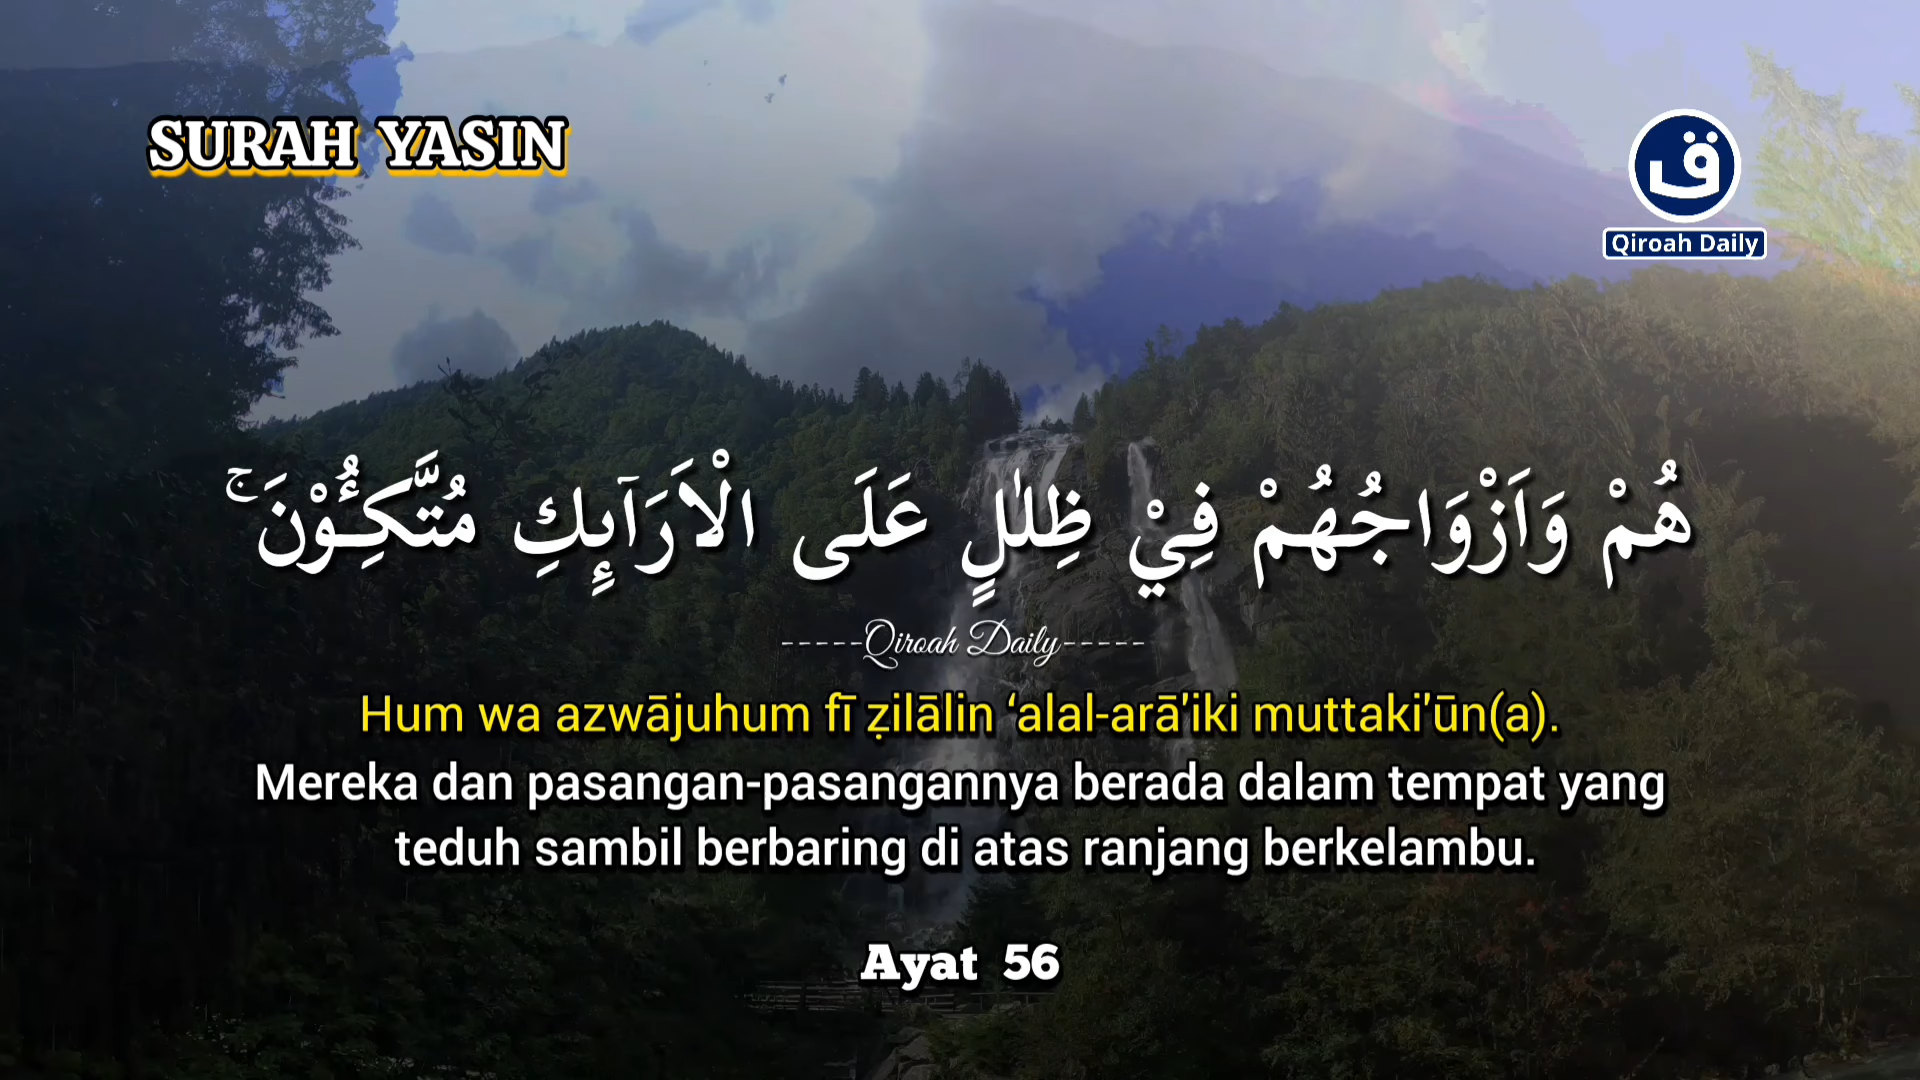 SURAH YASIN
ق
Qiroah Daily
هُمْ وَاَزْوَاجُهُمْ فِيْ ظِلٰلٍ عَلَى الْاَرَاۤىِٕكِ مُتَّكِـُٔوْنَ ۚ
-----Qiroah Daily-----
Hum wa azwājuhum fī ẓilālin ‘alal-arā'iki muttaki'ūn(a).
Mereka dan pasangan-pasangannya berada dalam tempat yang
teduh sambil berbaring di atas ranjang berkelambu.
Ayat 56